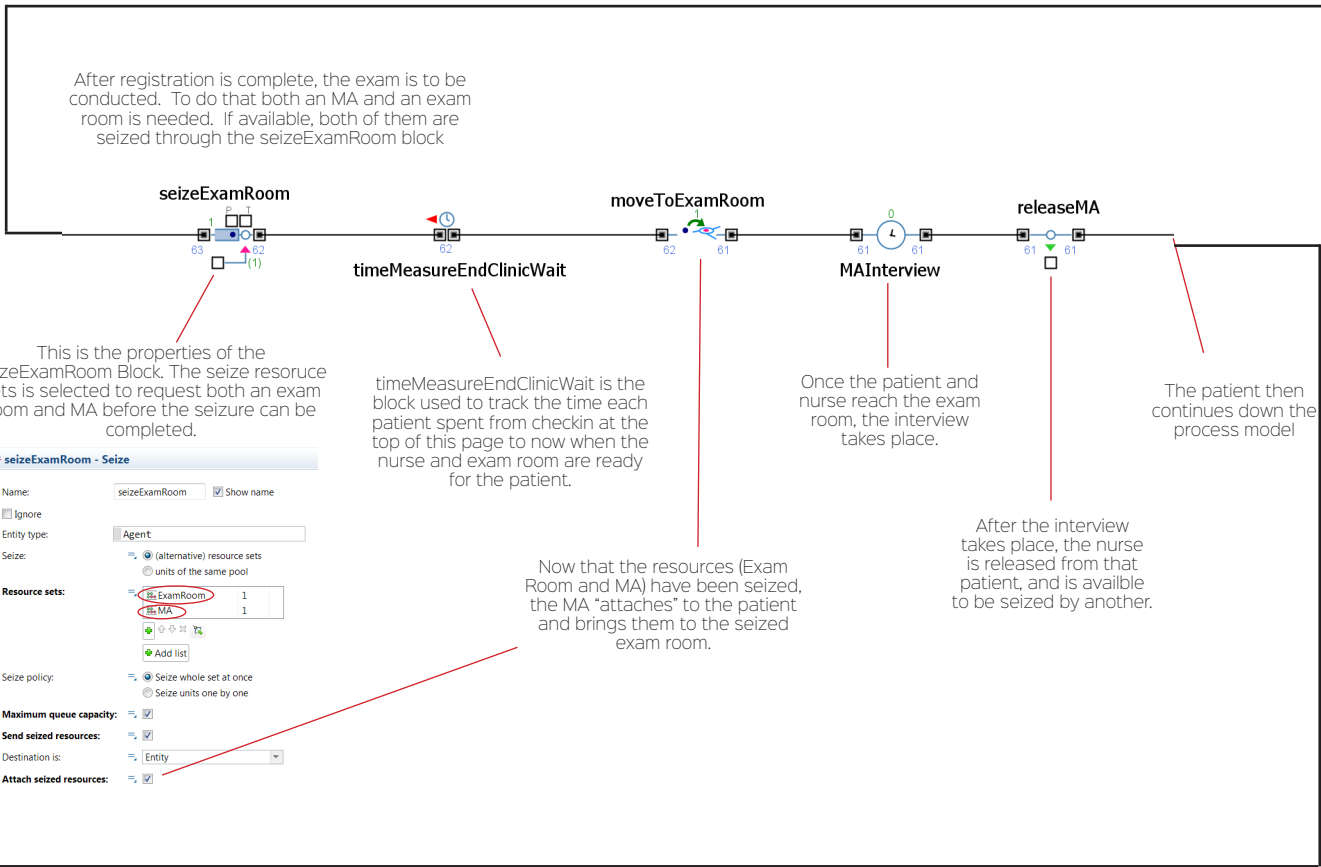 After registration is complete, the exam is to be
conducted. To do that both an MA and an exam
room is needed. If available, both of them are
seized through the seizeExamRoom block
seizeExamRoom
P T
1
63
62
(1)
timeMeasureEndClinicWait
62
moveToExamRoom
1
62
61
0
61
61
MAInterview
releaseMA
61
61
This is the properties of the
zeExamRoom Block. The seize resoruce
ts is selected to request both an exam
oom and MA before the seizure can be
completed.
timeMeasureEndClinicWait is the
block used to track the time each
patient spent from checkin at the
top of this page to now when the
nurse and exam room are ready
for the patient.
Once the patient and
nurse reach the exam
room, the interview
takes place.
The patient then
continues down the
process model
Now that the resources (Exam
Room and MA) have been seized,
the MA “attaches” to the patient
and brings them to the seized
exam room.
After the interview
takes place, the nurse
is released from that
patient, and is availble
to be seized by another.
seizeExamRoom - Seize
Name: seizeExamRoom Show name
Ignore
Entity type: Agent
Seize: (alternative) resource sets
units of the same pool
Resource sets: ExamRoom 1
MA 1
Add list
Seize policy: Seize whole set at once
Seize units one by one
Maximum queue capacity:
Send seized resources:
Destination is: Entity
Attach seized resources: